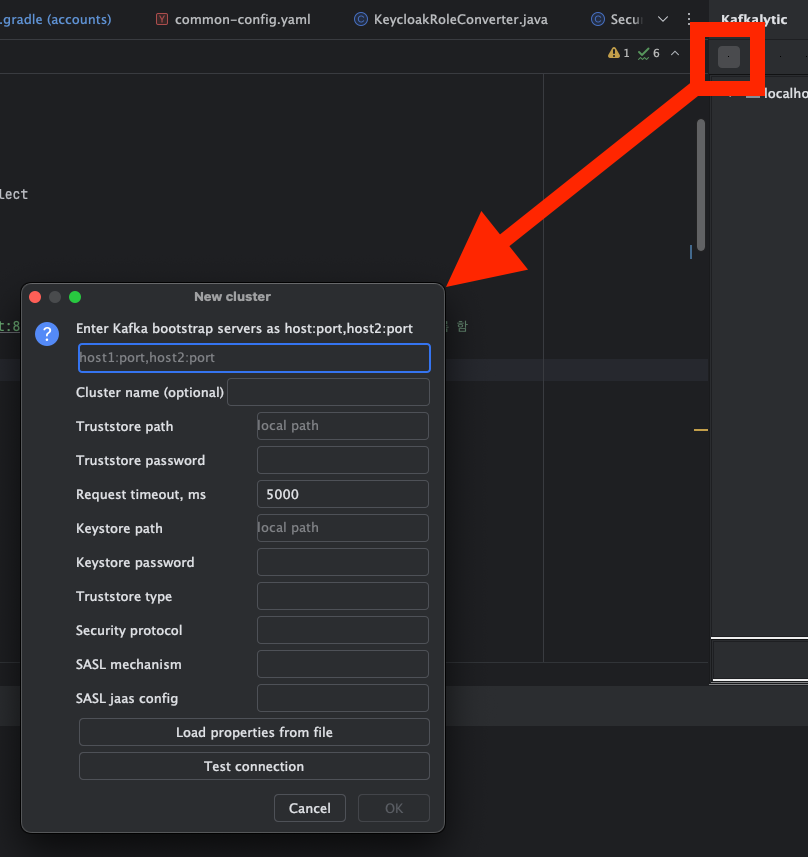 .gradle (accounts)
common-config.yaml
KeycloakRoleConverter.java
Secu
Kafkalytic
1
6
localho
lect
t:8
함
New cluster
Enter Kafka bootstrap servers as host:port,host2:port
host1:port,host2:port
Cluster name (optional)
Truststore path
local path
Truststore password
Request timeout, ms
5000
Keystore path
local path
Keystore password
Truststore type
Security protocol
SASL mechanism
SASL jaas config
Load properties from file
Test connection
Cancel
OK